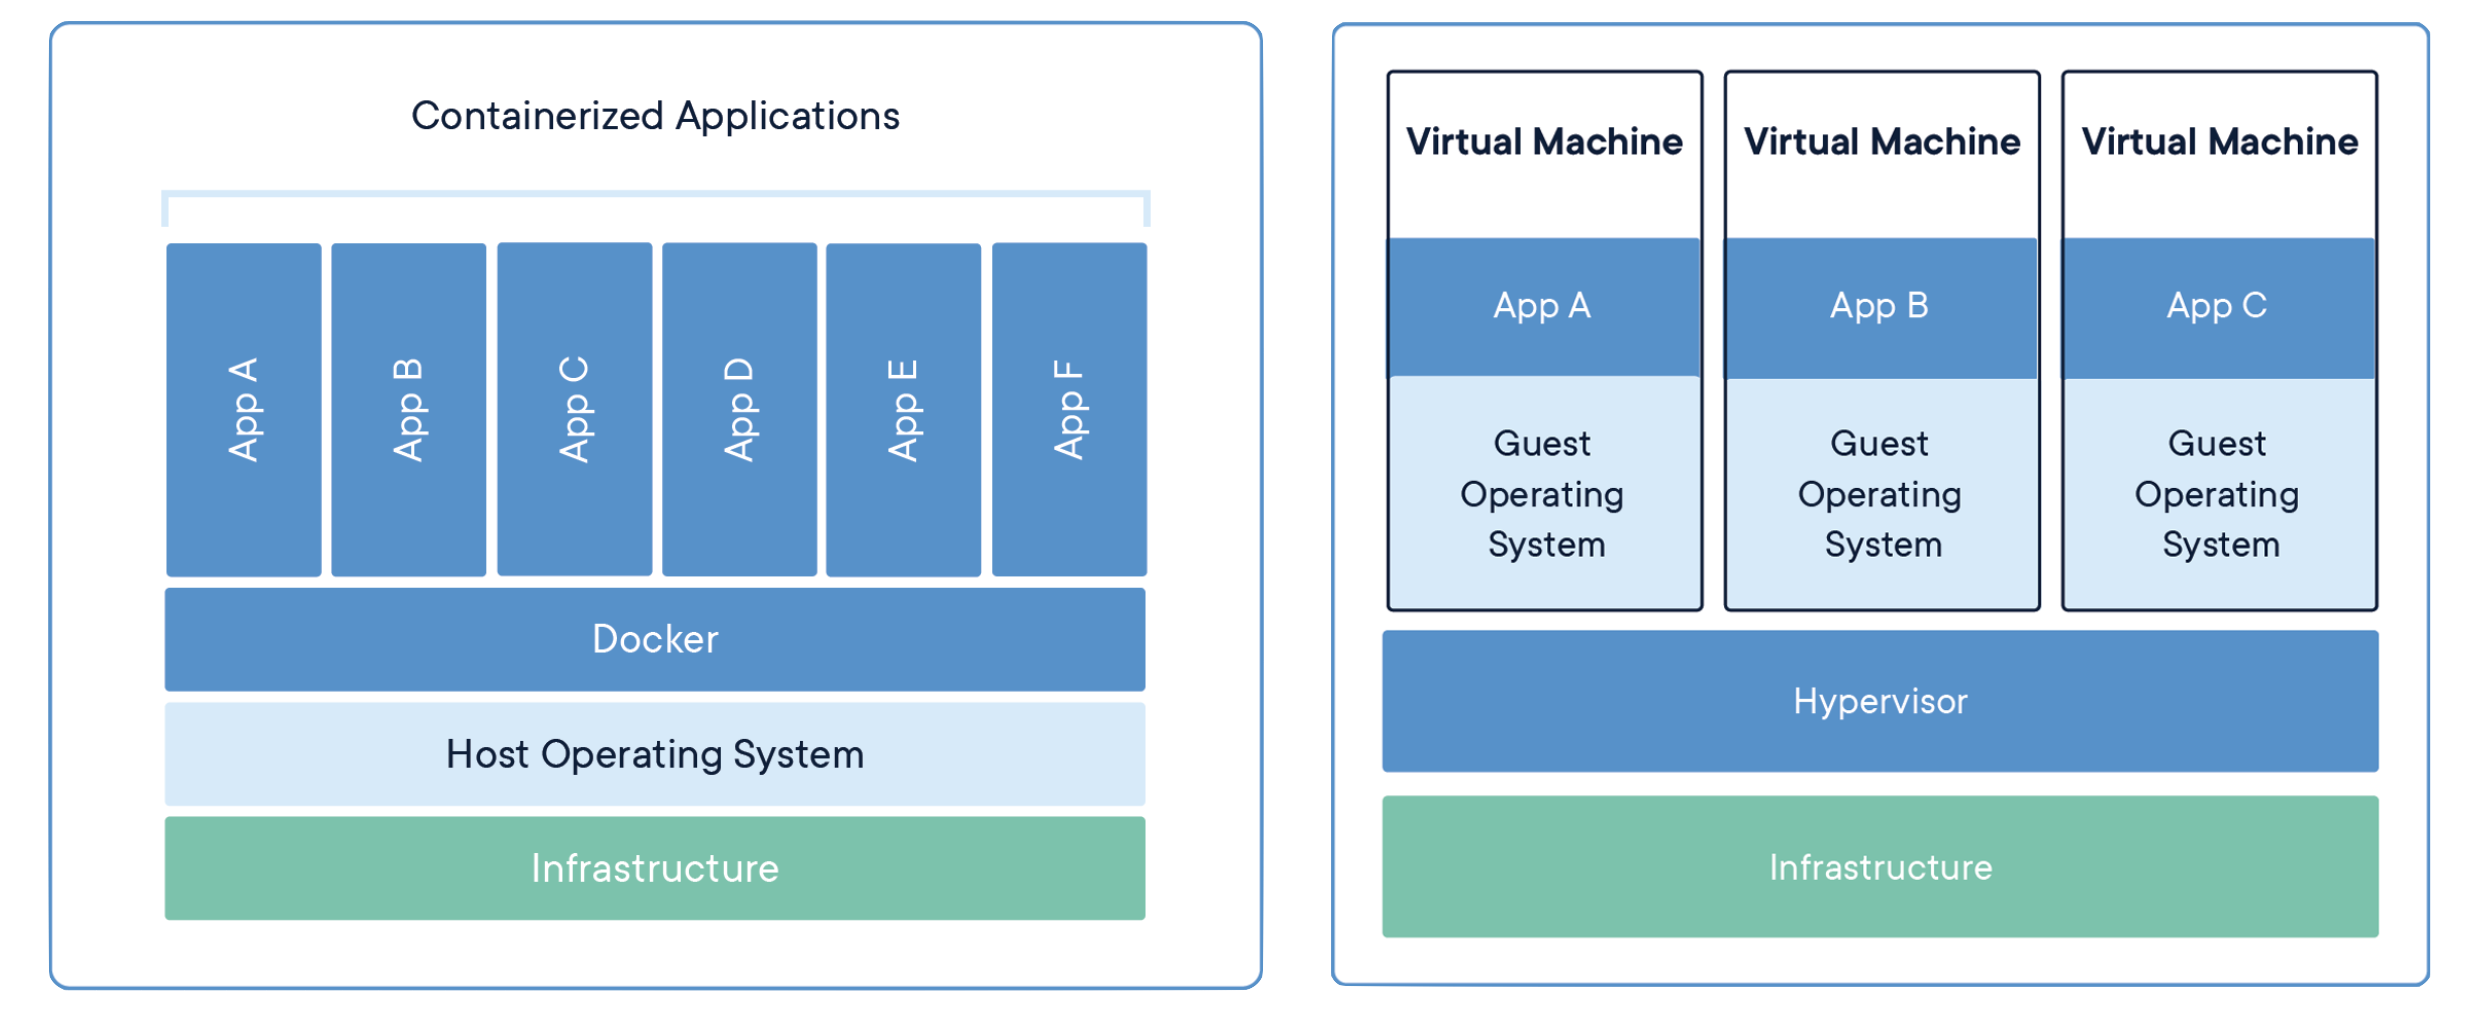 Containerized Applications
App A
App B
App C
App D
App E
App F
Docker
Host Operating System
Infrastructure
Virtual Machine
App A
Guest
Operating
System
Virtual Machine
App B
Guest
Operating
System
Virtual Machine
App C
Guest
Operating
System
Hypervisor
Infrastructure